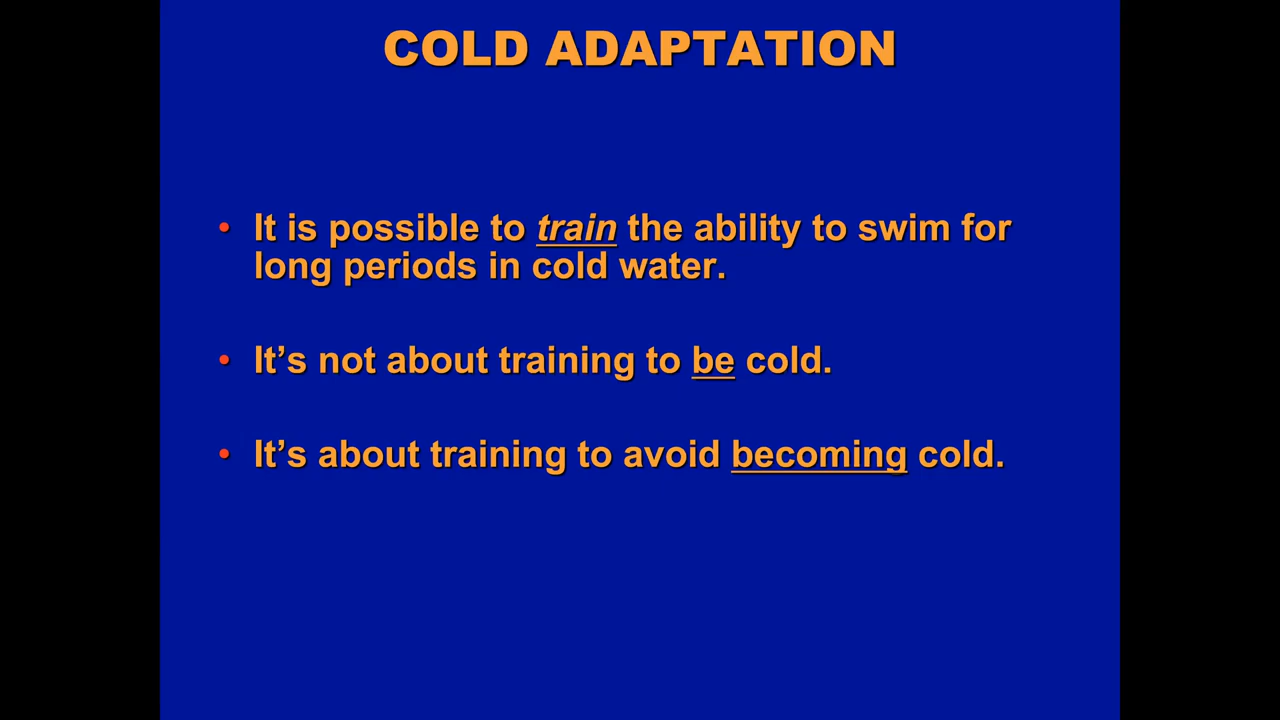 COLD ADAPTATION
• It is possible to train the ability to swim for
long periods in cold water.
• It’s not about training to be cold.
• It’s about training to avoid becoming cold.